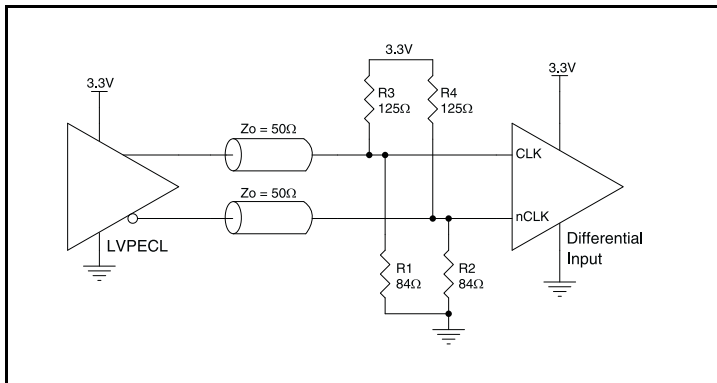 3.3V
3.3V
3.3V
R3
125Ω
R4
125Ω
Zo = 50Ω
CLK
Zo = 50Ω
nCLK
LVPECL
Differential
Input
R1
84Ω
R2
84Ω